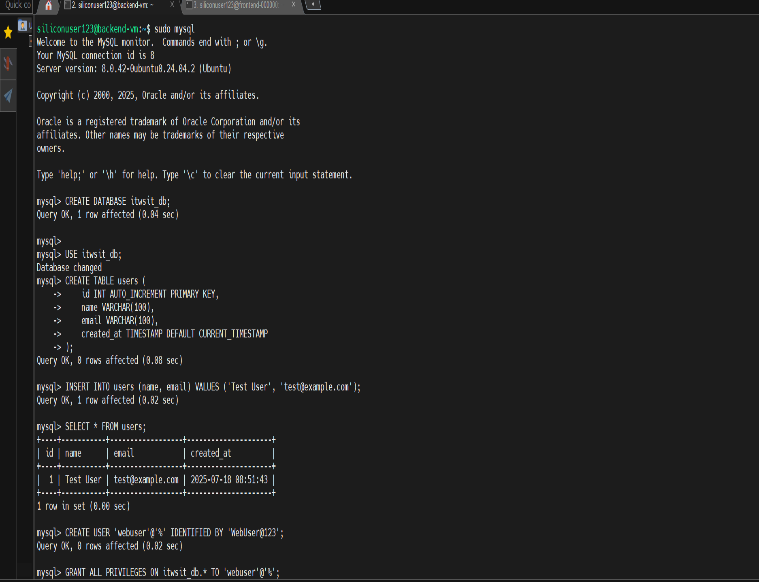 Quick co
2. siliconuser123@backend-vm: ~
3. siliconuser123@frontend-000000
siliconuser123@backend-vm:~$ sudo mysql
Welcome to the MySQL monitor.  Commands end with ; or \g.
Your MySQL connection id is 8
Server version: 8.0.42-0ubuntu0.24.04.2 (Ubuntu)
Copyright (c) 2000, 2025, Oracle and/or its affiliates.
Oracle is a registered trademark of Oracle Corporation and/or its
affiliates. Other names may be trademarks of their respective
owners.
Type 'help;' or '\h' for help. Type '\c' to clear the current input statement.
mysql> CREATE DATABASE itwsit_db;
Query OK, 1 row affected (0.04 sec)
mysql>
mysql> USE itwsit_db;
Database changed
mysql> CREATE TABLE users (
    ->     id INT AUTO_INCREMENT PRIMARY KEY,
    ->     name VARCHAR(100),
    ->     email VARCHAR(100),
    ->     created_at TIMESTAMP DEFAULT CURRENT_TIMESTAMP
    -> );
Query OK, 0 rows affected (0.08 sec)
mysql> INSERT INTO users (name, email) VALUES ('Test User', 'test@example.com');
Query OK, 1 row affected (0.02 sec)
mysql> SELECT * FROM users;
+----+-----------+------------------+---------------------+
| id | name      | email            | created_at          |
+----+-----------+------------------+---------------------+
|  1 | Test User | test@example.com | 2025-07-18 08:51:43 |
+----+-----------+------------------+---------------------+
1 row in set (0.00 sec)
mysql> CREATE USER 'webuser'@'%' IDENTIFIED BY 'WebUser@123';
Query OK, 0 rows affected (0.02 sec)
mysql> GRANT ALL PRIVILEGES ON itwsit_db.* TO 'webuser'@'%';